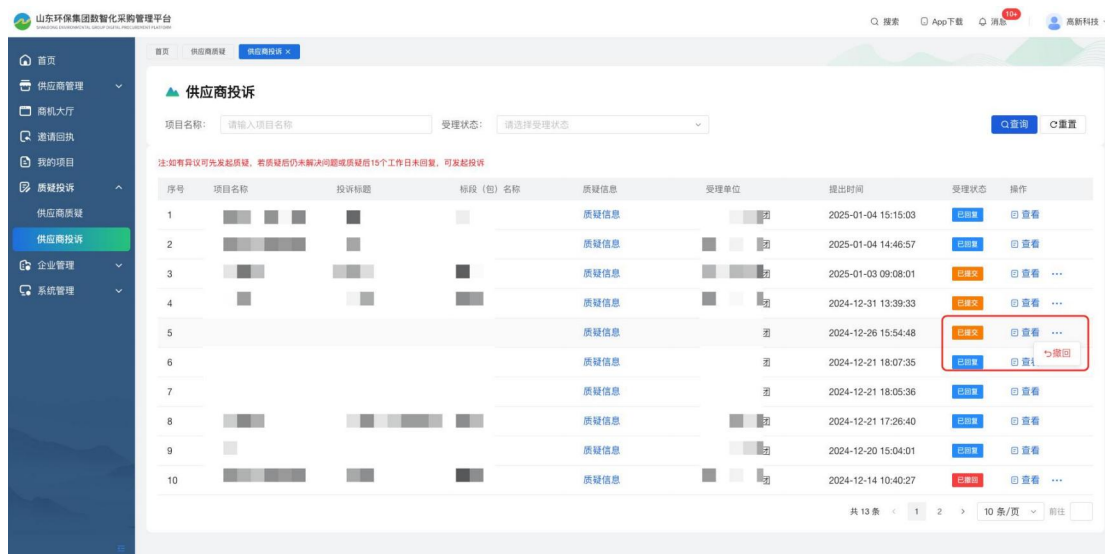 山东环保集团数智化采购管理平台
SHANDONG ENVIRONMENTAL GROUP DIGITAL PROCUREMENT PLATFORM
搜索 App下载 消息 10+ 高新科技
首页
供应商管理
商机大厅
邀请回执
我的项目
质疑投诉
供应商质疑
供应商投诉
企业管理
系统管理
首页 供应商质疑 供应商投诉 ×
供应商投诉
项目名称: 请输入项目名称 受理状态: 请选择受理状态 查询 重置
注:如有异议可先发起质疑，若质疑后仍未解决问题或质疑后15个工作日未回复，可发起投诉
序号 项目名称 投诉标题 标段（包）名称 质疑信息 受理单位 提出时间 受理状态 操作
1 质疑信息 团 2025-01-04 15:15:03 已回复 查看
2 质疑信息 团 2025-01-04 14:46:57 已回复 查看
3 质疑信息 团 2025-01-03 09:08:01 已提交 查看 ···
4 质疑信息 团 2024-12-31 13:39:33 已提交 查看 ···
5 质疑信息 团 2024-12-26 15:54:48 已提交 查看 ···
撤回
6 质疑信息 团 2024-12-21 18:07:35 已回复 查看
7 质疑信息 团 2024-12-21 18:05:36 已回复 查看
8 质疑信息 团 2024-12-21 17:26:40 已回复 查看
9 质疑信息 团 2024-12-20 15:04:01 已回复 查看
10 质疑信息 团 2024-12-14 10:40:27 已撤回 查看 ···
共 13 条 < 1 2 > 10 条/页 前往